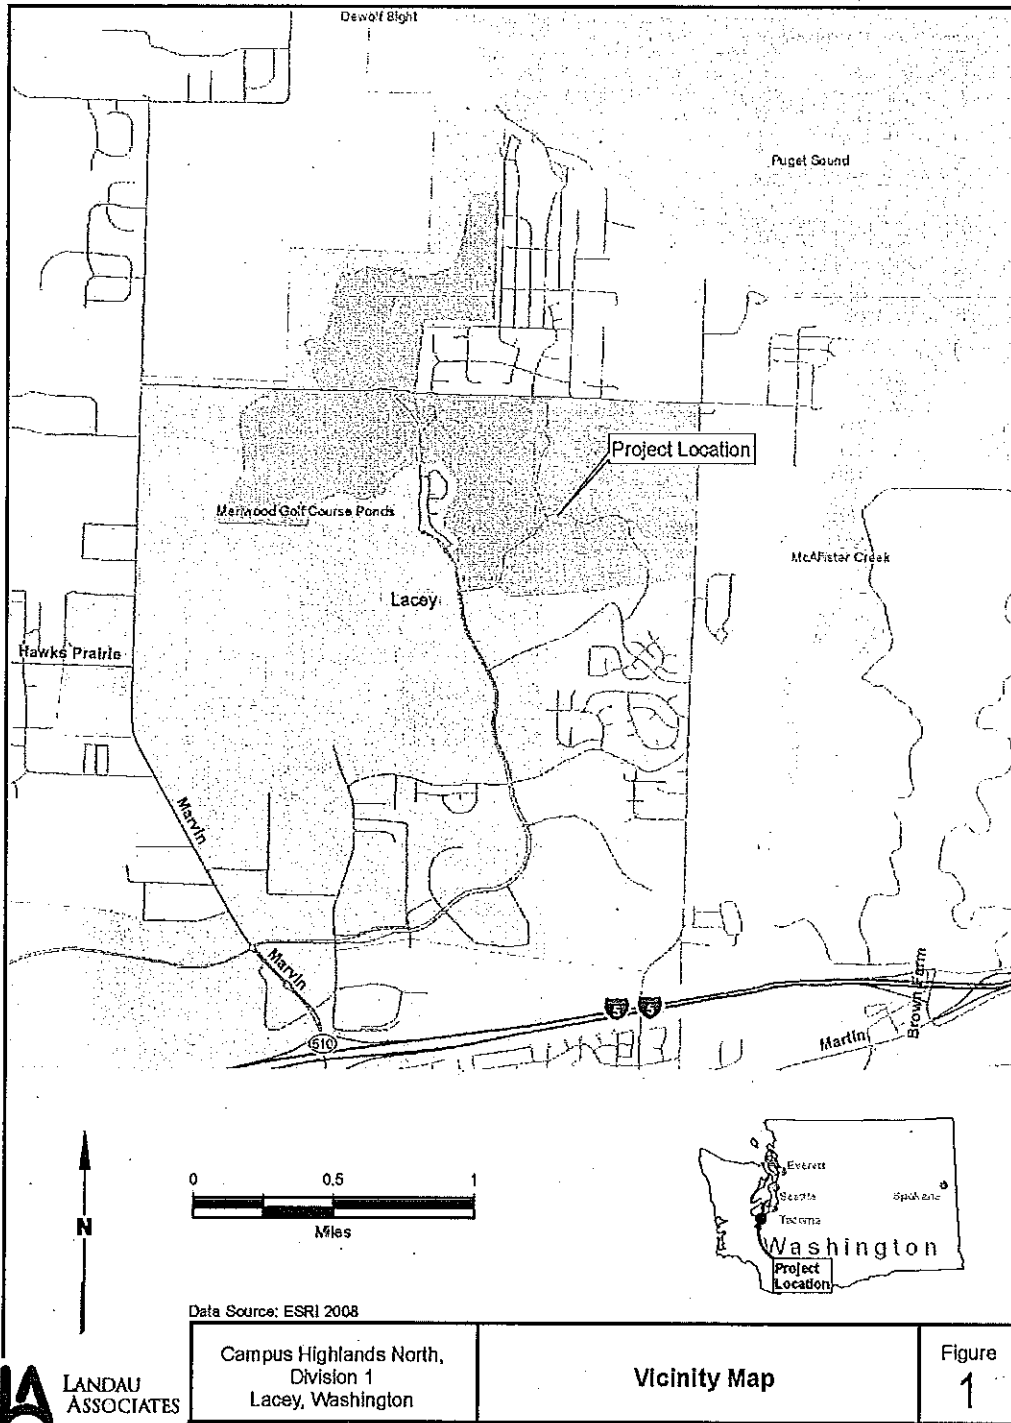 Dewolf Bight
Puget Sound
Project Location
Meriwood Golf Course Ponds
McAllister Creek
Lacey
Hawks Prairie
Marvin
Marvin
510
5
5
Brown Farm
Martin
N
0
0.5
1
Miles
Everett
Seattle
Spokane
Tacoma
Washington
Project
Location
Data Source: ESRI 2008
LANDAU
ASSOCIATES
Campus Highlands North,
Division 1
Lacey, Washington
Vicinity Map
Figure
1